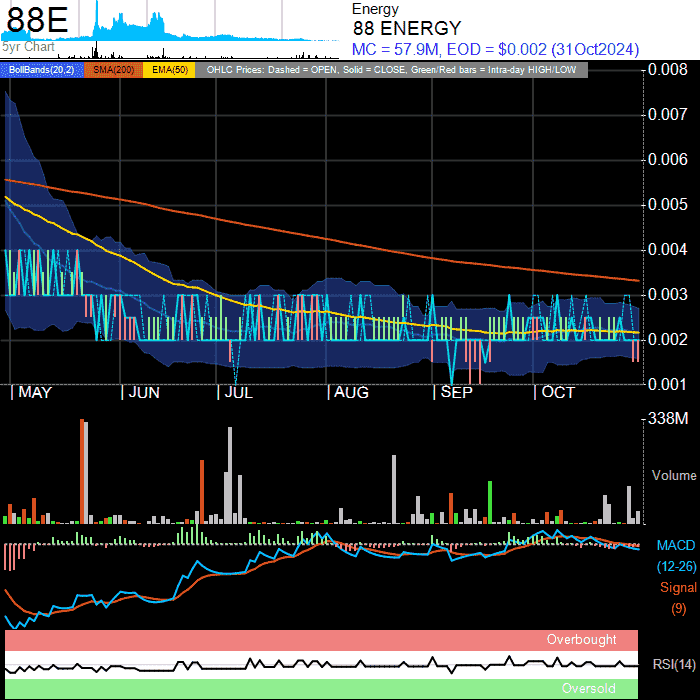 88E
5yr Chart
Energy
88 ENERGY
MC = 57.9M, EOD = $0.002 (31Oct2024)
BollBands(20,2) SMA(200) EMA(50) OHLC Prices: Dashed = OPEN, Solid = CLOSE, Green/Red bars = Intra-day HIGH/LOW
0.008
0.007
0.006
0.005
0.004
0.003
0.002
0.001
MAY JUN JUL AUG SEP OCT
338M
Volume
MACD
(12-26)
Signal
(9)
Overbought
RSI(14)
Oversold